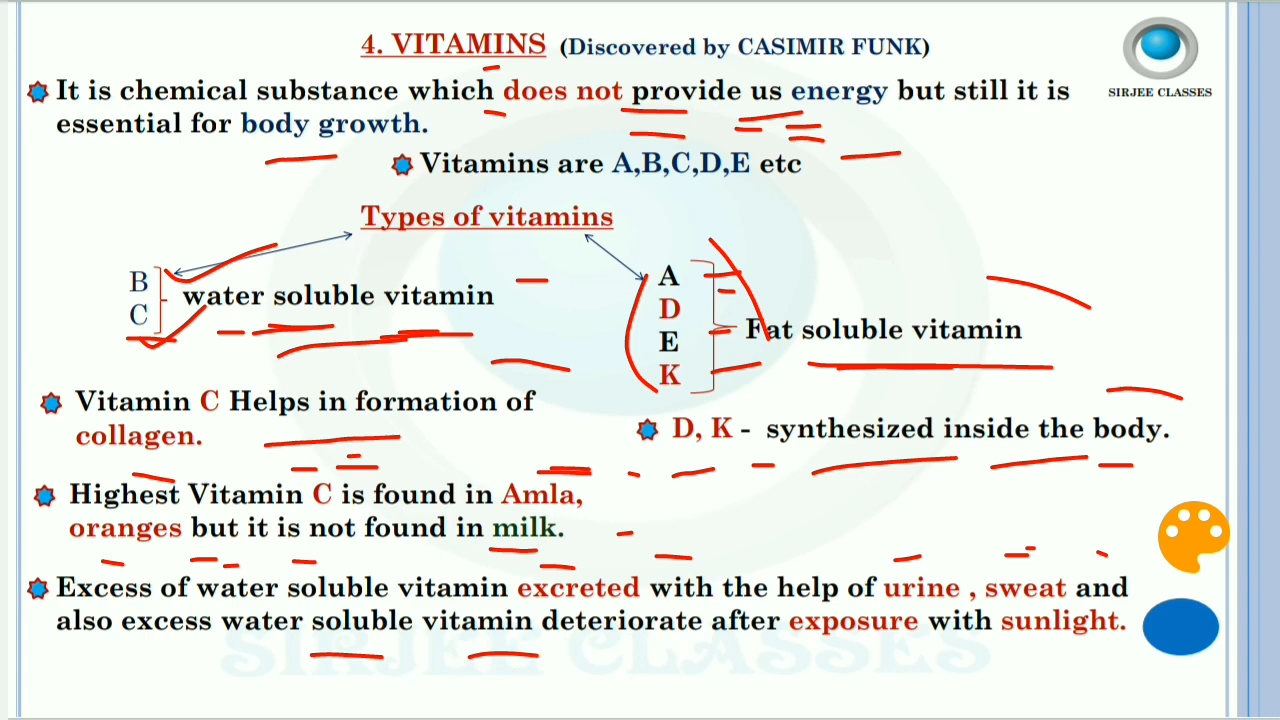 4. VITAMINS (Discovered by CASIMIR FUNK)
SIRJEE CLASSES
It is chemical substance which does not provide us energy but still it is
essential for body growth.
Vitamins are A,B,C,D,E etc
Types of vitamins
B
C
water soluble vitamin
A
D
E
K
Fat soluble vitamin
Vitamin C Helps in formation of
collagen.
D, K - synthesized inside the body.
Highest Vitamin C is found in Amla,
oranges but it is not found in milk.
Excess of water soluble vitamin excreted with the help of urine , sweat and
also excess water soluble vitamin deteriorate after exposure with sunlight.
SIRJEE CLASSES